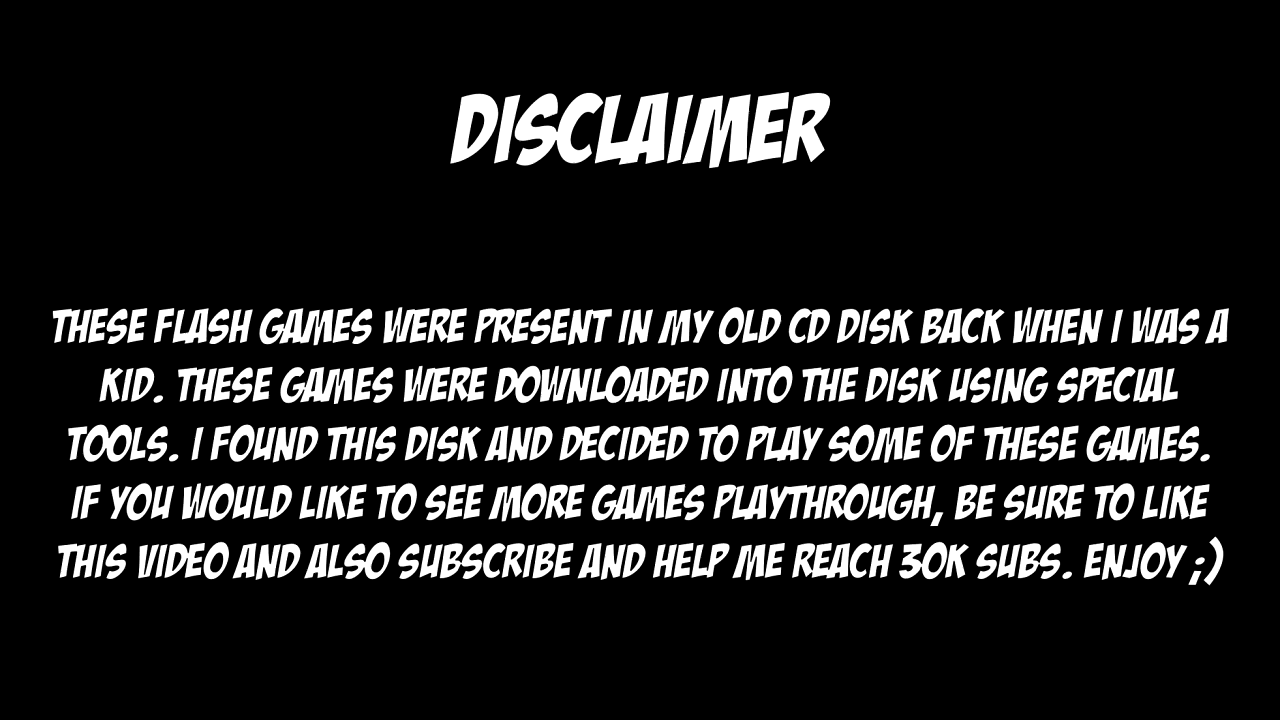 DISCLAIMER
THESE FLASH GAMES WERE PRESENT IN MY OLD CD DISK BACK WHEN I WAS A
KID. THESE GAMES WERE DOWNLOADED INTO THE DISK USING SPECIAL
TOOLS. I FOUND THIS DISK AND DECIDED TO PLAY SOME OF THESE GAMES.
IF YOU WOULD LIKE TO SEE MORE GAMES PLAYTHROUGH, BE SURE TO LIKE
THIS VIDEO AND ALSO SUBSCRIBE AND HELP ME REACH 30K SUBS. ENJOY ;)